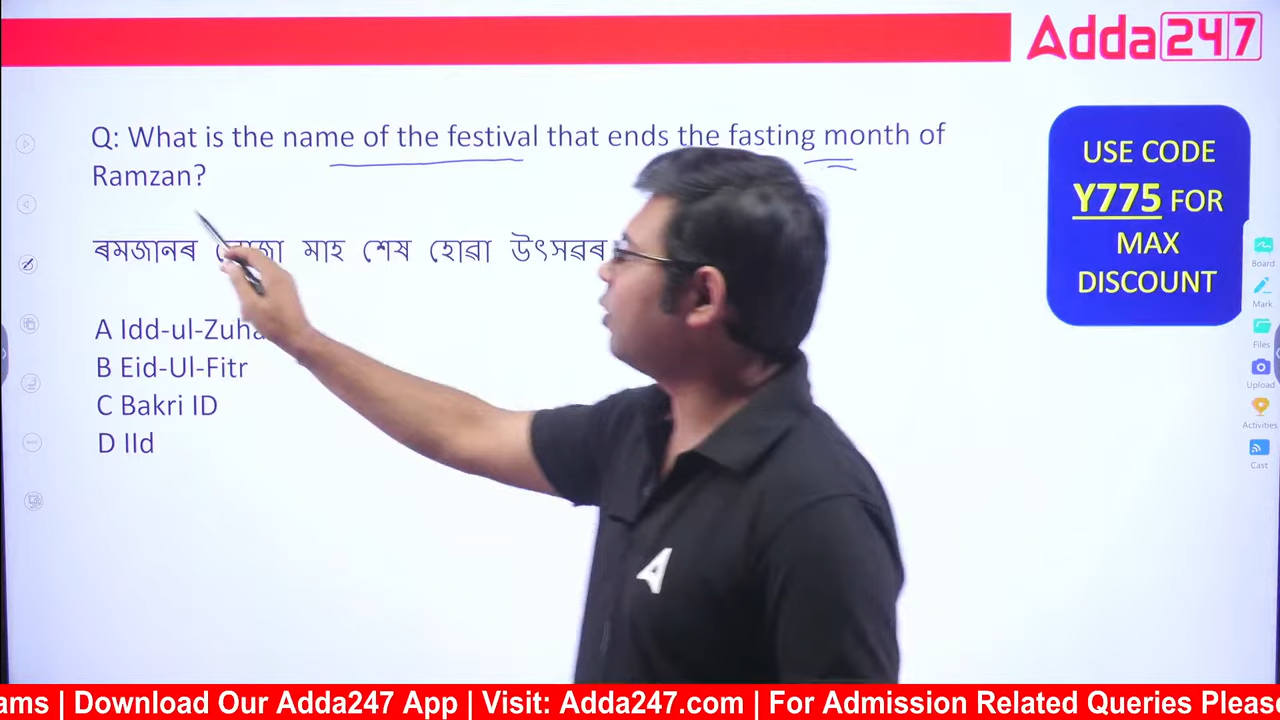 Adda247
Q: What is the name of the festival that ends the fasting month of
Ramzan?
ৰমজানৰ মাহ শেষ হোৱা উৎসৱৰ
A Idd-ul-Zuha
B Eid-Ul-Fitr
C Bakri ID
D IId
USE CODE
Y775 FOR
MAX
DISCOUNT
Board
Mark
Files
Upload
Activities
Cast
ams | Download Our Adda247 App | Visit: Adda247.com | For Admission Related Queries Pleas